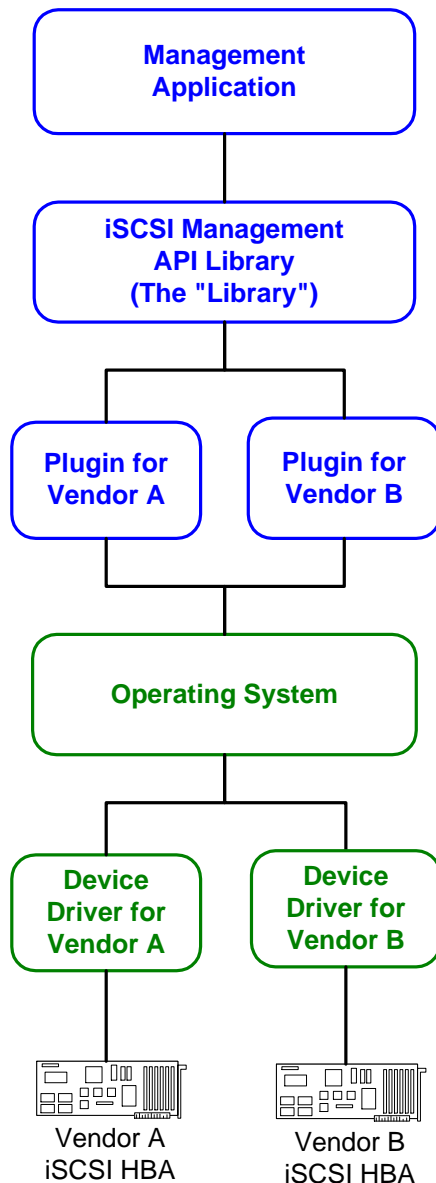 Management
Application
iSCSI Management
API Library
(The "Library")
Plugin for
Vendor A
Plugin for
Vendor B
Operating System
Device
Driver for
Vendor A
Device
Driver for
Vendor B
Vendor A
iSCSI HBA
Vendor B
iSCSI HBA